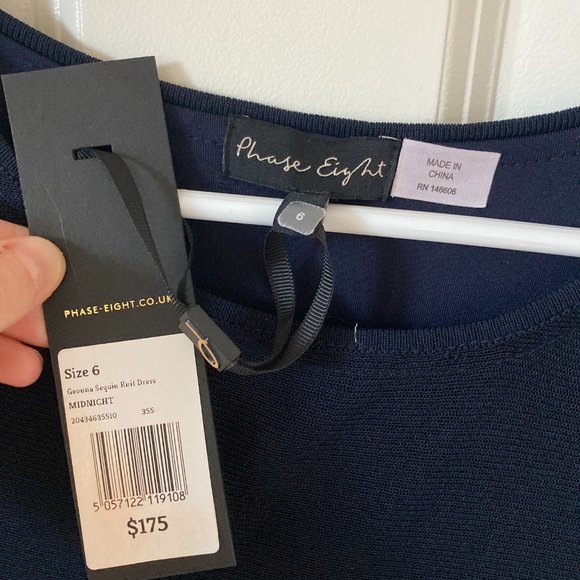 Phase Eight
MADE IN
CHINA
RN 146606
6
PHASE-EIGHT.CO.UK
Size 6
Geonna Sequin Knit Dress
MIDNIGHT
20434635510 355
5 057122 119108
$175